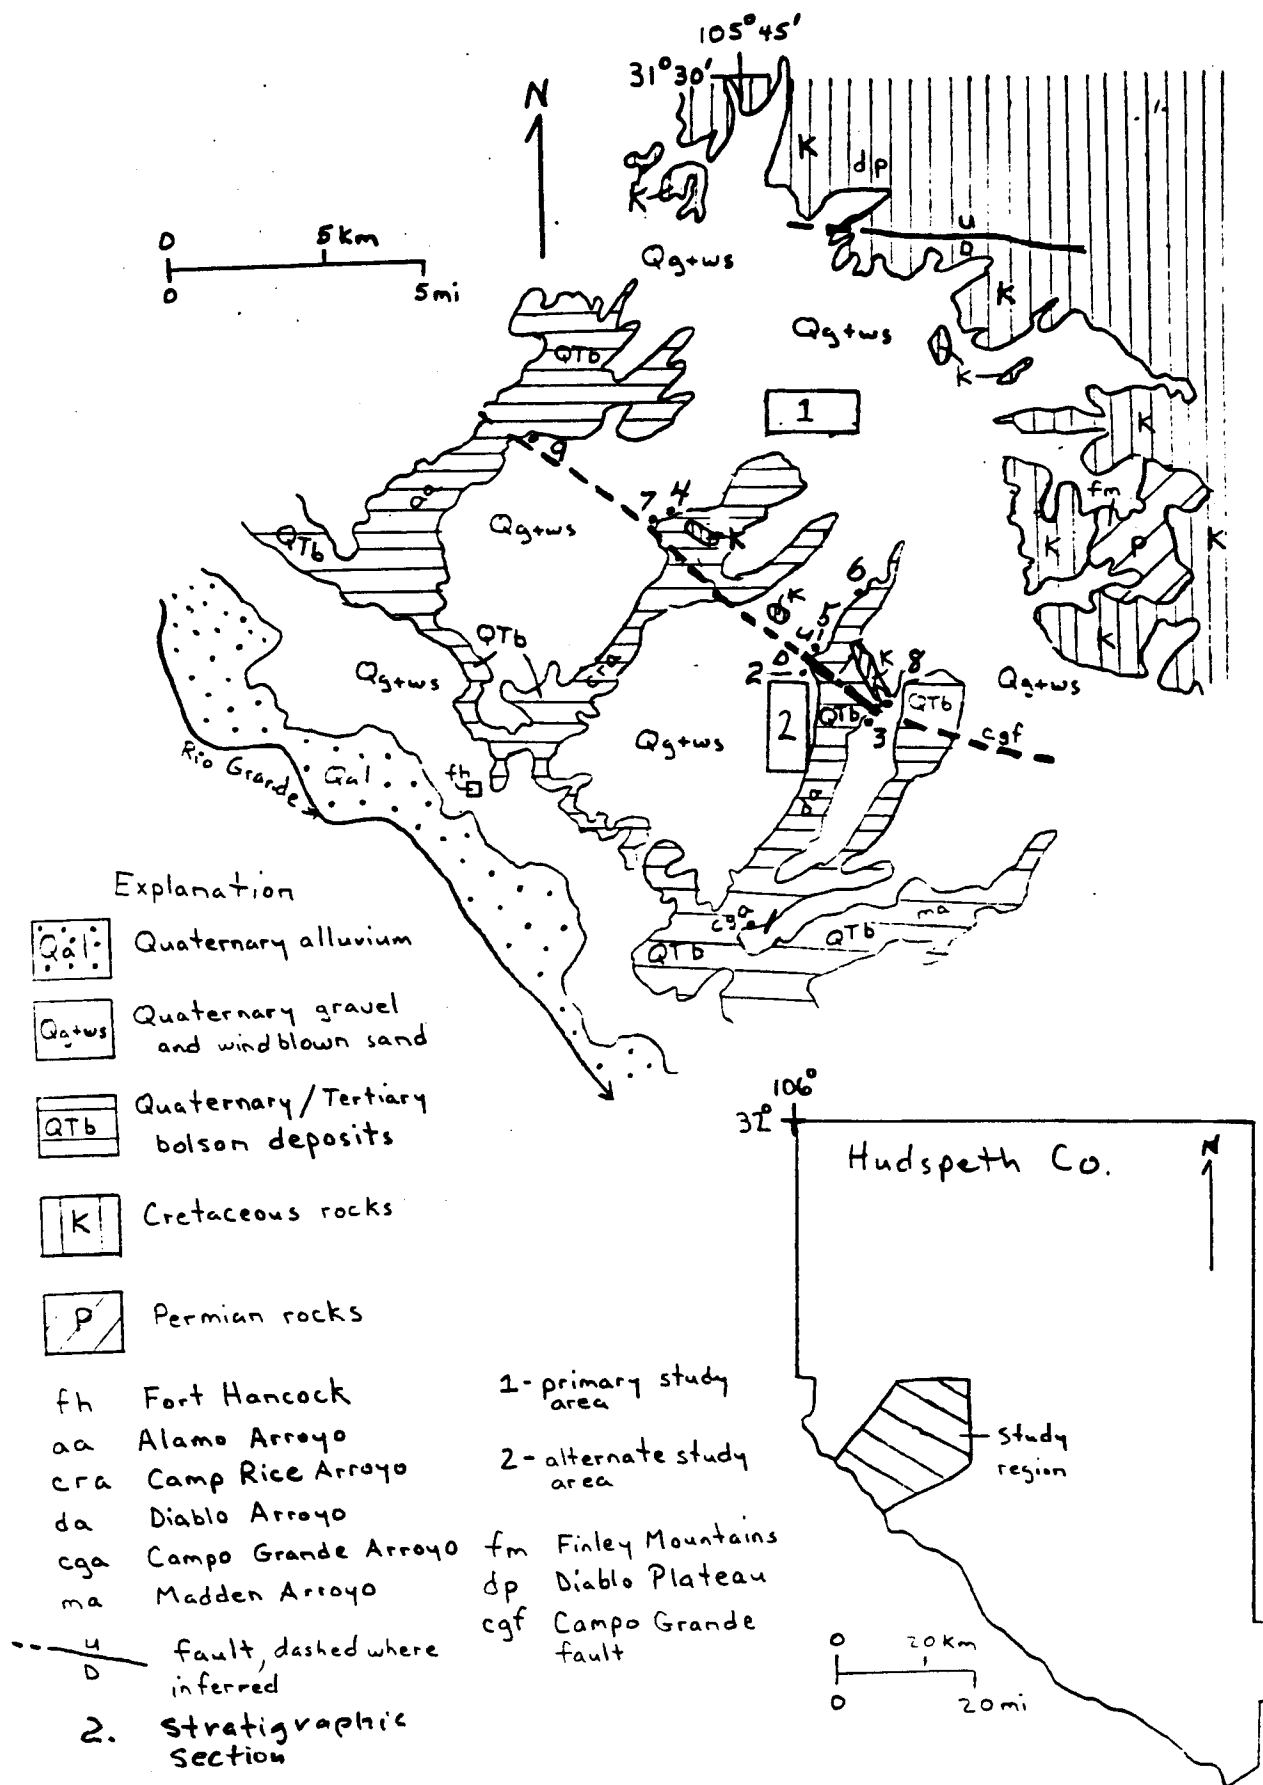 105° 45'
31° 30'
N
K
dp
K
U
D
Qg+ws
K
0
5 km
0
5 mi
Qg+ws
QTb
K
1
K
9
7
4
aa
Qg+ws
K
fm
K
P
K
QTb
6
K
5
U
K
QTb
cra
2
D
K
8
Qg+ws
Qg+ws
QTb
QTb
2
3
cgf
Qg+ws
Rio Grande
Qal
fh
da
cga
ma
QTb
QTb
Explanation
Qal
Quaternary alluvium
Qg+ws
Quaternary gravel
and windblown sand
QTb
Quaternary/Tertiary
bolson deposits
K
Cretaceous rocks
P
Permian rocks
fh Fort Hancock
aa Alamo Arroyo
cra Camp Rice Arroyo
da Diablo Arroyo
cga Campo Grande Arroyo
ma Madden Arroyo
U
D
fault, dashed where
inferred
2. stratigraphic
section
1- primary study
area
2- alternate study
area
fm Finley Mountains
dp Diablo Plateau
cgf Campo Grande
fault
106°
32°
Hudspeth Co.
N
study
region
0
20 km
0
20 mi